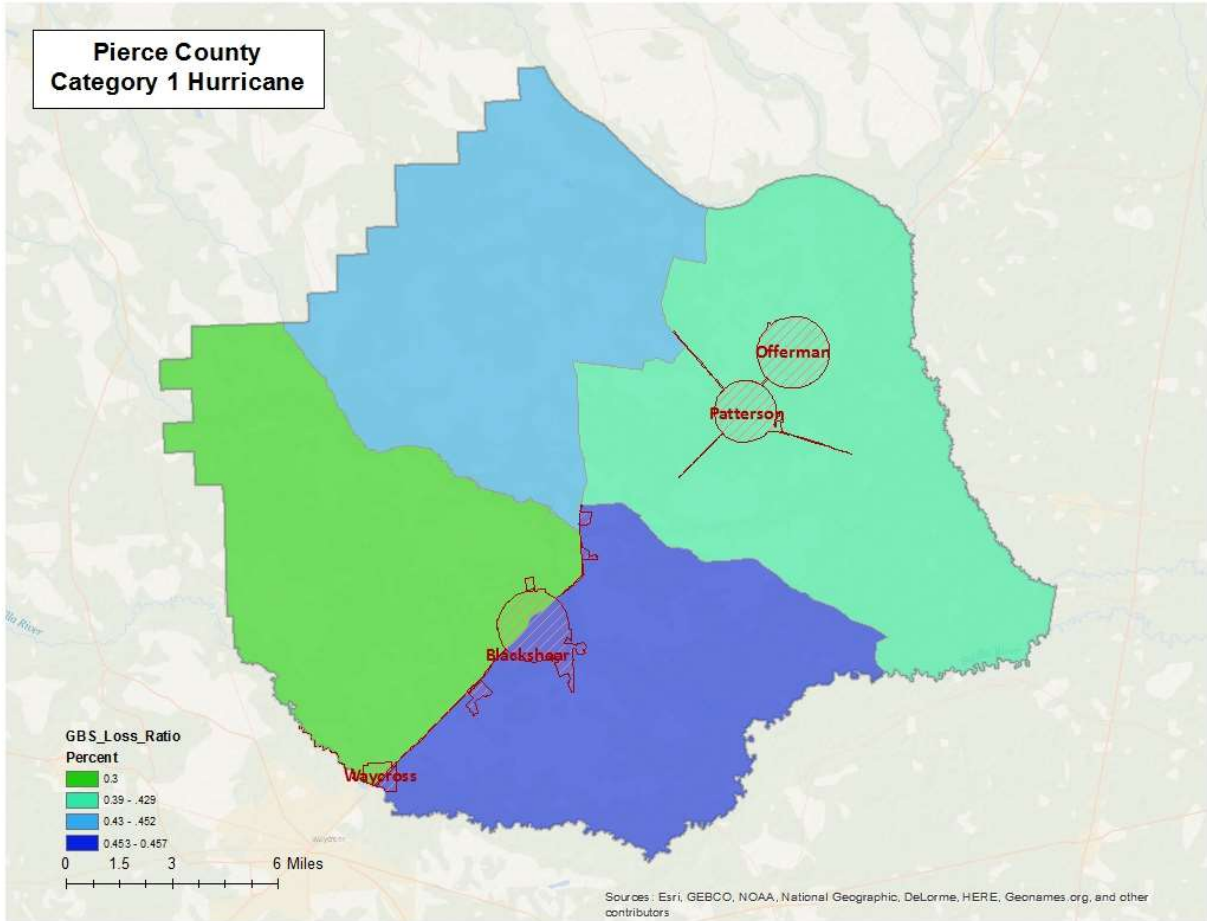 Pierce County
Category 1 Hurricane
Offerman
Patterson
Blackshear
Waycross
GBS_Loss_Ratio
Percent
0.3
0.39 - .429
0.43 - .452
0.453 - 0.457
0 1.5 3 6 Miles
Sources: Esri, GEBCO, NOAA, National Geographic, DeLorme, HERE, Geonames.org, and other
contributors